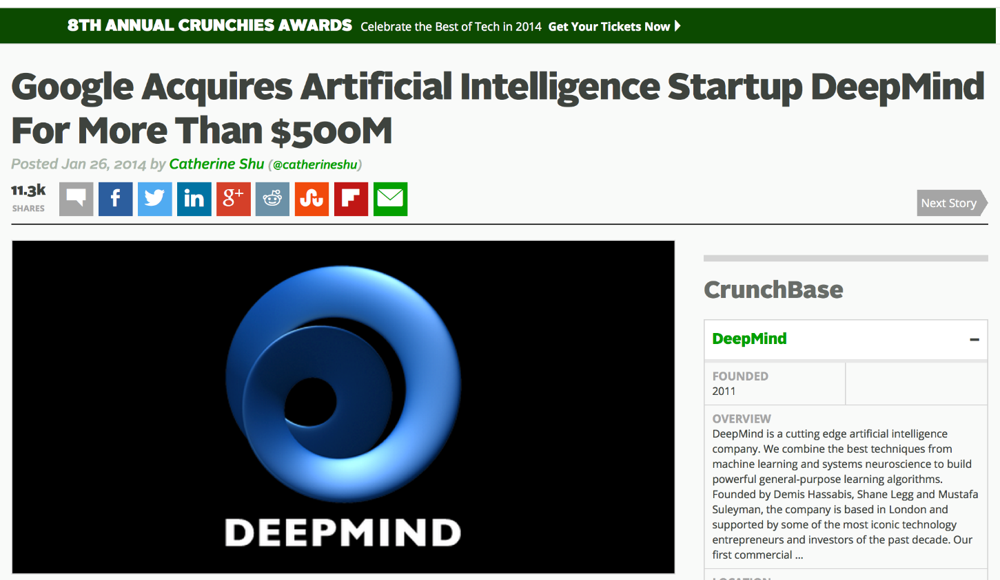 8TH ANNUAL CRUNCHIES AWARDS Celebrate the Best of Tech in 2014 Get Your Tickets Now
Google Acquires Artificial Intelligence Startup DeepMind
For More Than $500M
Posted Jan 26, 2014 by Catherine Shu (@catherineshu)
11.3k
SHARES
f
in
g+
Next Story
DEEPMIND
CrunchBase
DeepMind
FOUNDED
2011
OVERVIEW
DeepMind is a cutting edge artificial intelligence
company. We combine the best techniques from
machine learning and systems neuroscience to build
powerful general-purpose learning algorithms.
Founded by Demis Hassabis, Shane Legg and Mustafa
Suleyman, the company is based in London and
supported by some of the most iconic technology
entrepreneurs and investors of the past decade. Our
first commercial ...
LOCATION